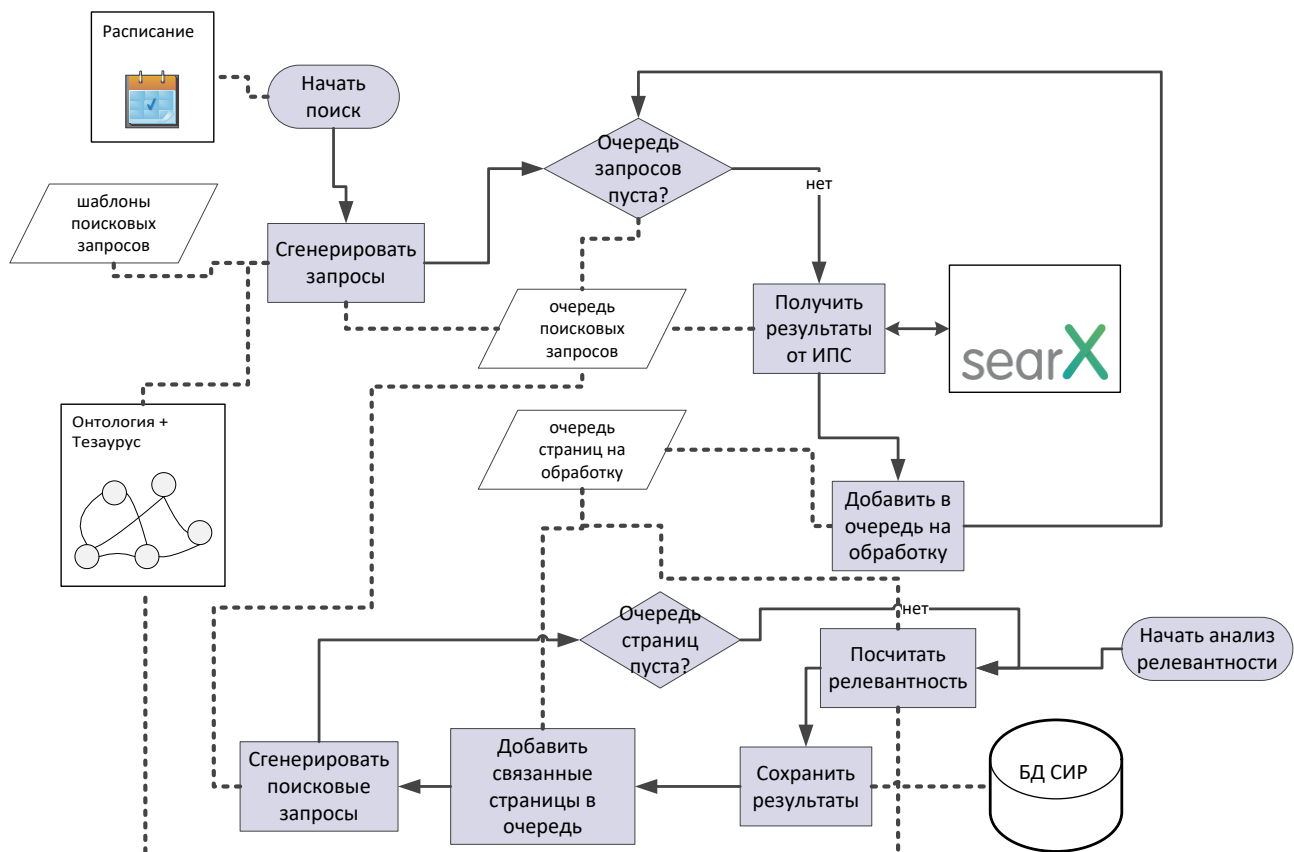 Расписание
Начать
поиск
Очередь
запросов
пуста?
нет
шаблоны
поисковых
запросов
Сгенерировать
запросы
очередь
поисковых
запросов
Получить
результаты
от ИПС
searX
Онтология +
Тезаурус
очередь
страниц на
обработку
Добавить в
очередь на
обработку
Очередь
страниц
пуста?
нет
Посчитать
релевантность
Начать анализ
релевантности
Сгенерировать
поисковые
запросы
Добавить
связанные
страницы в
очередь
Сохранить
результаты
БД СИР